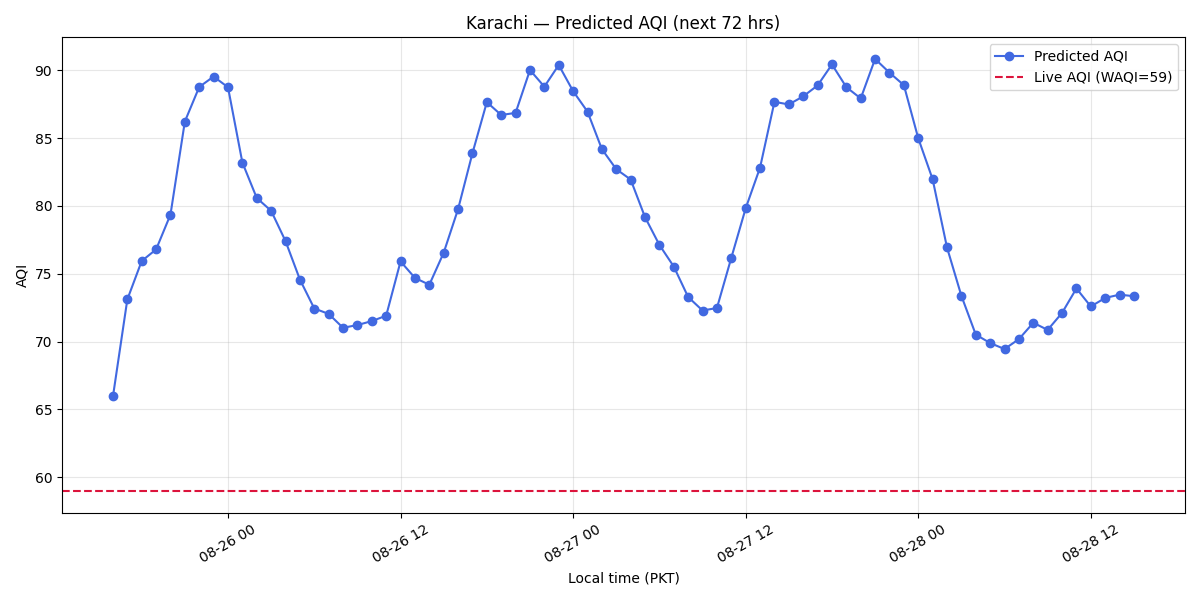 Karachi — Predicted AQI (next 72 hrs)
Predicted AQI
Live AQI (WAQI=59)
AQI
90
85
80
75
70
65
60
08-26 00
08-26 12
08-27 00
08-27 12
08-28 00
08-28 12
Local time (PKT)